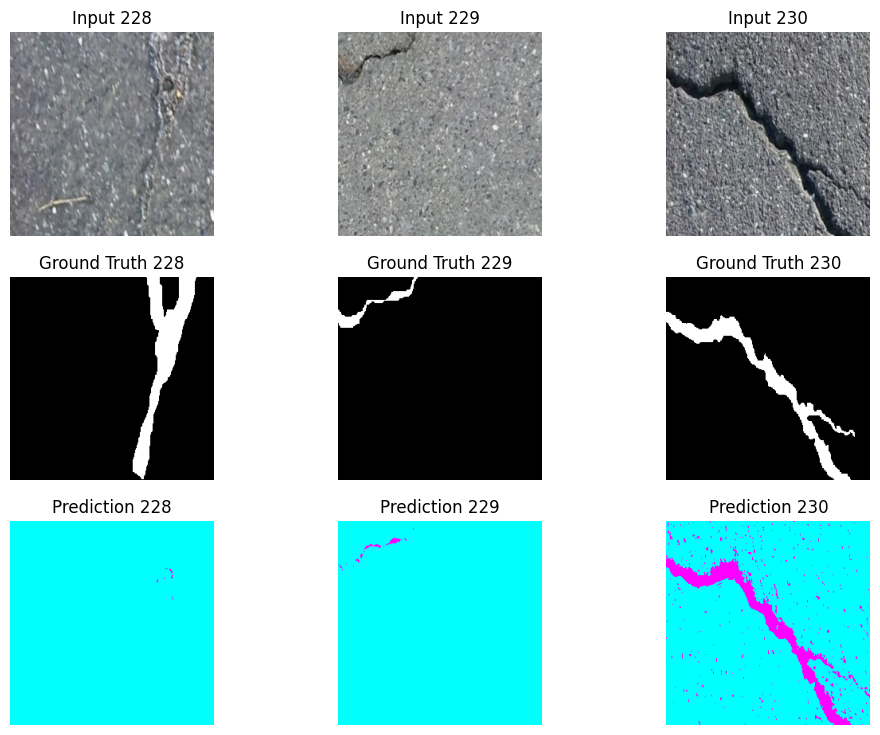 Input 228
Input 229
Input 230
Ground Truth 228
Ground Truth 229
Ground Truth 230
Prediction 228
Prediction 229
Prediction 230